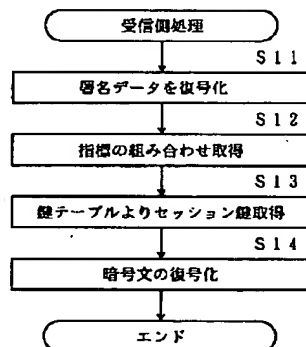 受信側処理
S11
署名データを復号化
S12
指標の組み合わせ取得
S13
鍵テーブルよりセッション鍵取得
S14
暗号文の復号化
エンド